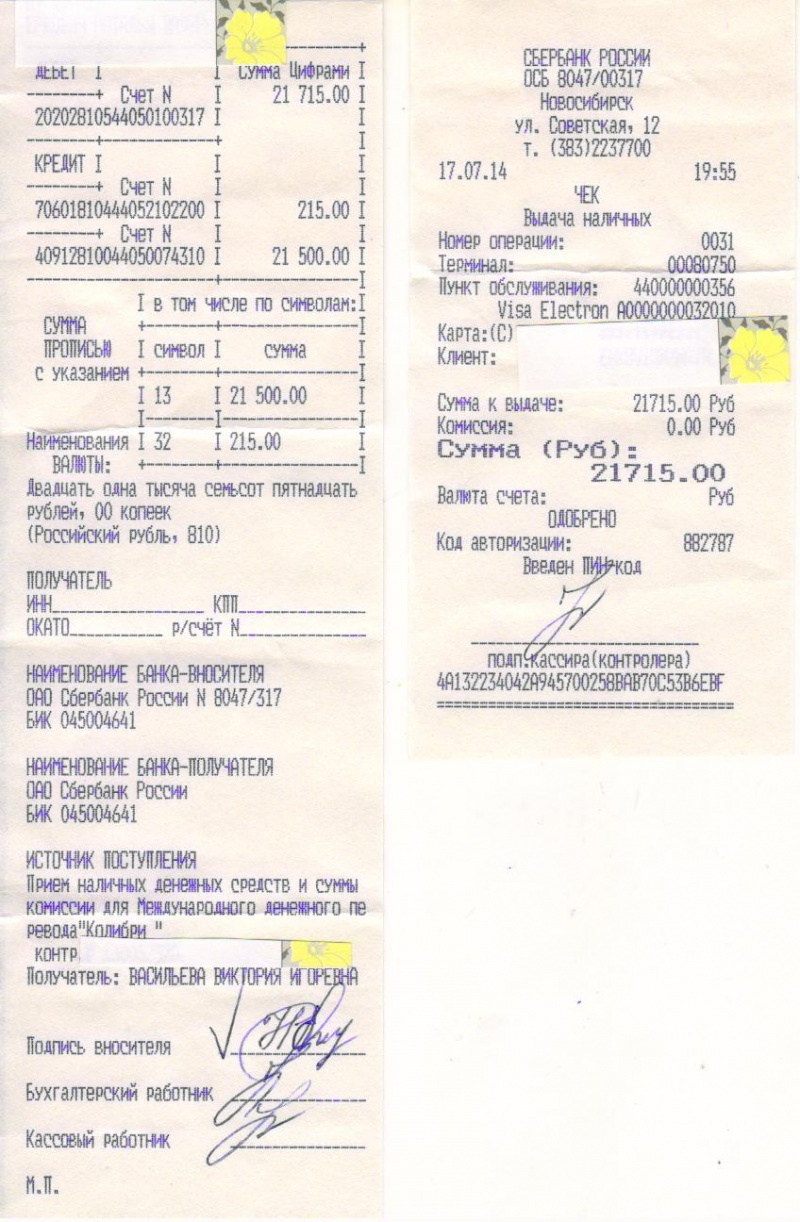 ДЕБЕТ I I Сумма Цифрами I
--------+ Счет N I 21 715.00 I
20202810544050100317 I I
--------+--------------+ I
КРЕДИТ I I I
--------+ Счет N I I
70601810444052102200 I 215.00 I
--------+ Счет N I I
40912810044050074310 I 21 500.00 I
I в том числе по символам:I
СУММА
ПРОПИСЬЮ I символ I сумма I
с указанием
I 13 I 21 500.00 I
Наименования I 32 I 215.00 I
ВАЛЮТЫ:
Двадцать одна тысяча семьсот пятнадцать
рублей, 00 копеек
(Российский рубль, 810)
ПОЛУЧАТЕЛЬ
ИНН__________________ КПП_______________
ОКАТО___________ р/счёт N_______________
НАИМЕНОВАНИЕ БАНКА-ВНОСИТЕЛЯ
ОАО Сбербанк России N 8047/317
БИК 045004641
НАИМЕНОВАНИЕ БАНКА-ПОЛУЧАТЕЛЯ
ОАО Сбербанк России
БИК 045004641
ИСТОЧНИК ПОСТУПЛЕНИЯ
Прием наличных денежных средств и суммы
комиссии для Международного денежного пе
ревода"Колибри "
контр
Получатель: ВАСИЛЬЕВА ВИКТОРИЯ ИГОРЕВНА
Подпись вносителя
Бухгалтерский работник
Кассовый работник
М.П.
СБЕРБАНК РОССИИ
ОСБ 8047/00317
Новосибирск
ул. Советская, 12
т. (383)2237700
17.07.14 19:55
ЧЕК
Выдача наличных
Номер операции: 0031
Терминал: 00080750
Пункт обслуживания: 440000000356
Visa Electron A0000000032010
Карта:(C)
Клиент:
Сумма к выдаче: 21715.00 Руб
Комиссия: 0.00 Руб
Сумма (Руб):
21715.00
Валюта счета: Руб
ОДОБРЕНО
Код авторизации: 882787
Введен ПИН-код
подп.кассира(контролера)
4A132234042A945700258BAB70C53B6EBF